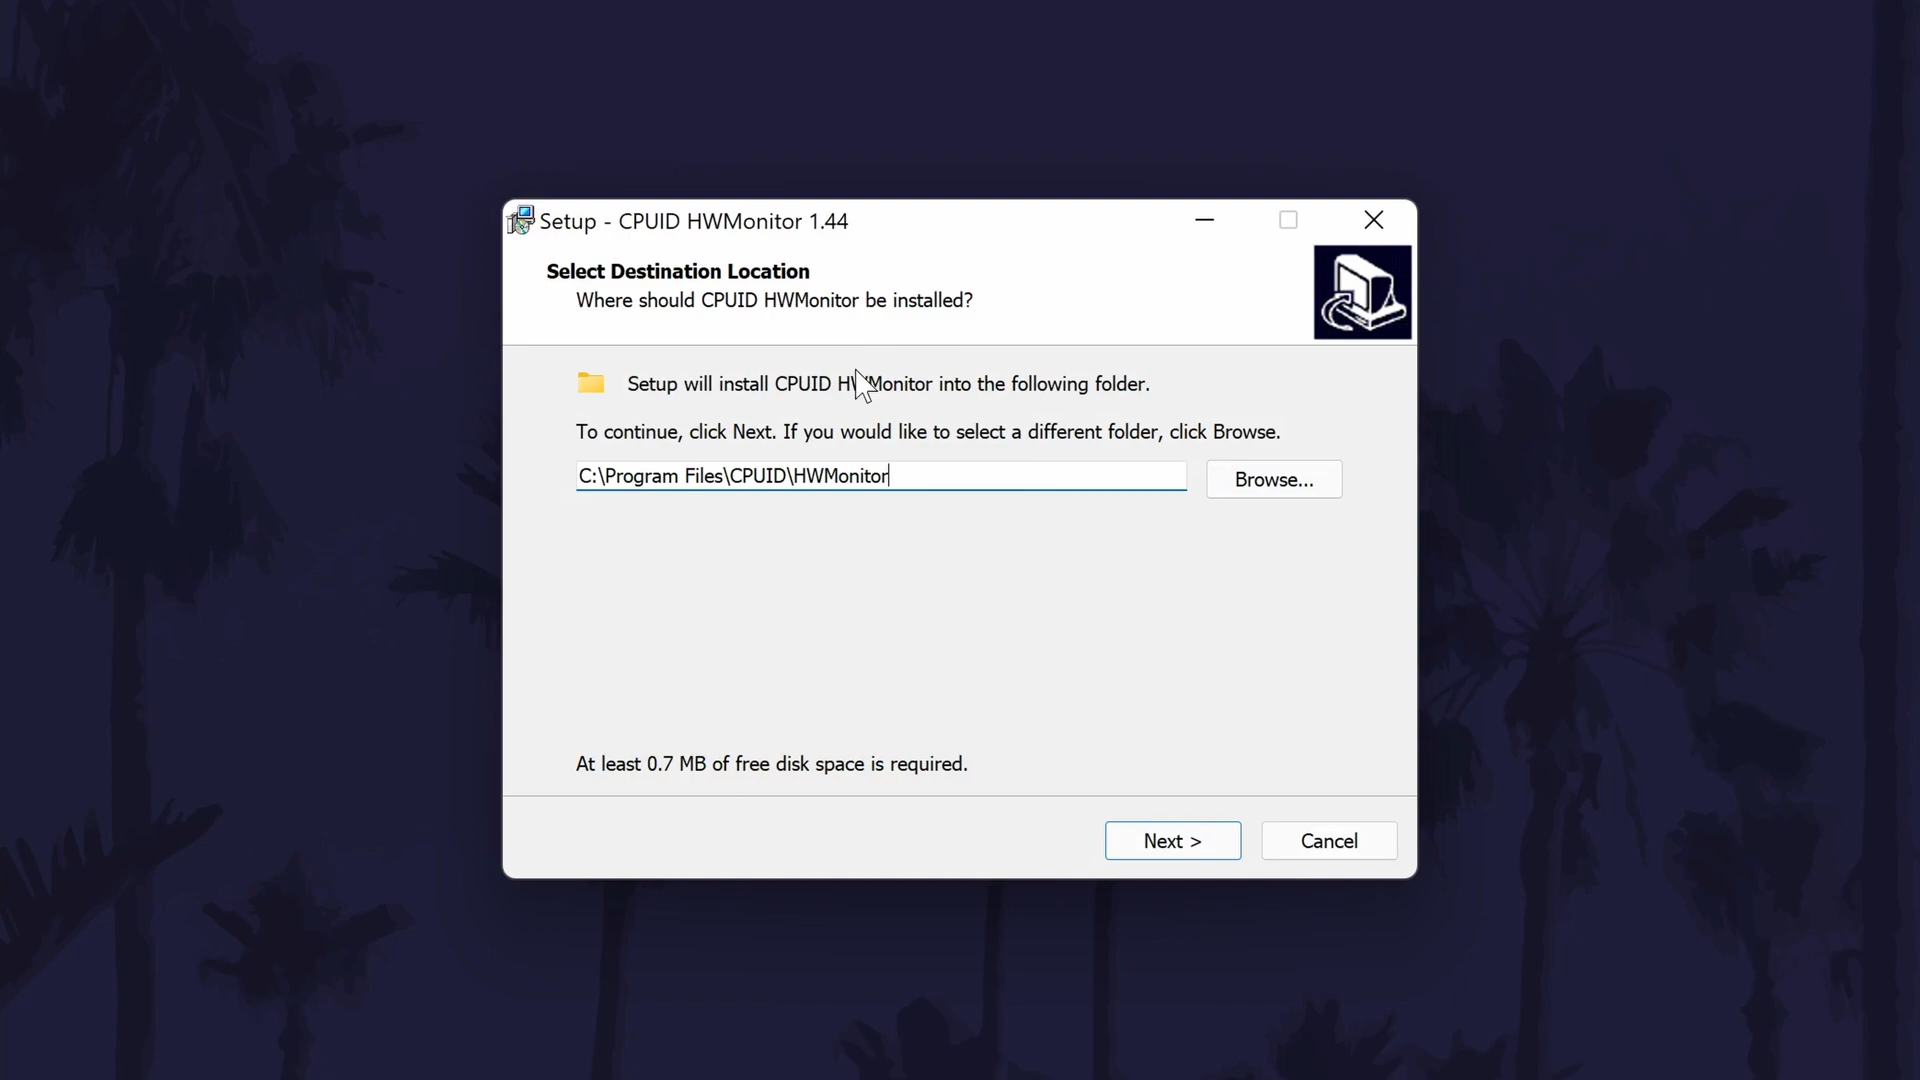 Setup - CPUID HWMonitor 1.44
Select Destination Location
Where should CPUID HWMonitor be installed?
Setup will install CPUID HWMonitor into the following folder.
To continue, click Next. If you would like to select a different folder, click Browse.
C:\Program Files\CPUID\HWMonitor
Browse...
At least 0.7 MB of free disk space is required.
Next >
Cancel